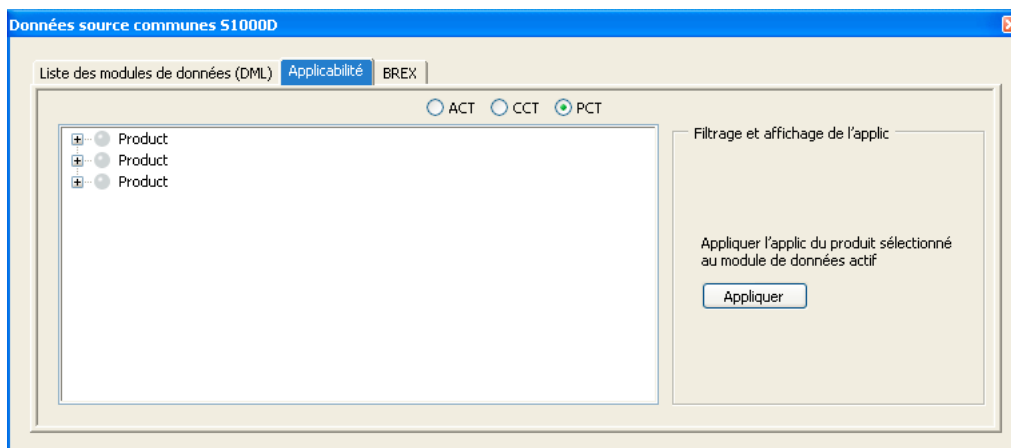 Données source communes S1000D
Liste des modules de données (DML) Applicabilité BREX
ACT CCT PCT
Product
Product
Product
Filtrage et affichage de l'applic
Appliquer l'applic du produit sélectionné
au module de données actif
Appliquer